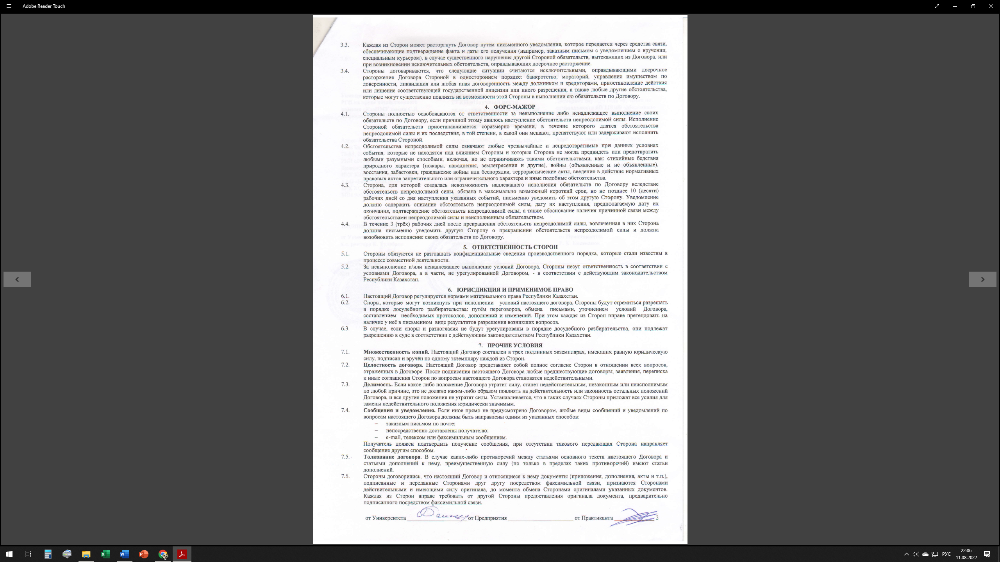 Adobe Reader Touch
3.3. Каждая из Сторон может расторгнуть Договор путем письменного уведомления, которое передается через средства связи,
обеспечивающие подтверждение факта и даты его получения (например, заказным письмом с уведомлением о вручении,
специальным курьером), в случае существенного нарушения другой Стороной обязательств, вытекающих из Договора, или
при возникновении исключительных обстоятельств, оправдывающих досрочное расторжение.
3.4. Стороны договариваются, что следующие ситуации считаются исключительными, оправдывающими досрочное
расторжение Договора Стороной в одностороннем порядке: банкротство, мораторий, управление имуществом по
доверенности, ликвидация или любая иная договоренность между должником и кредиторами, приостановление действия
или лишение соответствующей государственной лицензии или иного разрешения, а также любые другие обстоятельства,
которые могут существенно повлиять на возможности этой Стороны в выполнении ею обязательств по Договору.
4. ФОРС-МАЖОР
4.1. Стороны полностью освобождаются от ответственности за невыполнение либо ненадлежащее выполнение своих
обязательств по Договору, если причиной этому явилось наступление обстоятельств непреодолимой силы. Исполнение
Стороной обязательств приостанавливается соразмерно времени, в течение которого длятся обстоятельства
непреодолимой силы и их последствия, в той степени, в какой они мешают, препятствуют или задерживают исполнить
обязательства Стороной.
4.2. Обстоятельства непреодолимой силы означают любые чрезвычайные и непредотвратимые при данных условиях
события, которые не находятся под влиянием Стороны и которые Сторона не могла предвидеть или предотвратить
любыми разумными способами, включая, но не ограничиваясь такими обстоятельствами, как: стихийные бедствия
природного характера (пожары, наводнения, землетрясения и другие), войны (объявленные и не объявленные),
восстания, забастовки, гражданские войны или беспорядки, террористические акты, введение в действие нормативных
правовых актов запретительного или ограничительного характера и иные подобные обстоятельства.
4.3. Сторона, для которой создалась невозможность надлежащего исполнения обязательств по Договору вследствие
обстоятельств непреодолимой силы, обязана в максимально возможный короткий срок, но не позднее 10 (десяти)
рабочих дней со дня наступления указанных событий, письменно уведомить об этом другую Сторону. Уведомление
должно содержать описание обстоятельств непреодолимой силы, дату их наступления, предполагаемую дату их
окончания, подтверждение обстоятельств непреодолимой силы, а также обоснование наличия причинной связи между
обстоятельствами непреодолимой силы и неисполненным обязательством.
4.4. В течение 3 (трёх) рабочих дней после прекращения обстоятельств непреодолимой силы, вовлеченная в них Сторона
должна письменно уведомить другую Сторону о прекращении обстоятельств непреодолимой силы и должна
возобновить исполнение своих обязательств по Договору.
5. ОТВЕТСТВЕННОСТЬ СТОРОН
5.1. Стороны обязуются не разглашать конфиденциальные сведения производственного порядка, которые стали известны в
процессе совместной деятельности.
5.2. За невыполнение и/или ненадлежащее выполнение условий Договора, Стороны несут ответственность в соответствии с
условиями Договора, а в части, не урегулированной Договором, - в соответствии с действующим законодательством
Республики Казахстан.
6. ЮРИСДИКЦИЯ И ПРИМЕНИМОЕ ПРАВО
6.1. Настоящий Договор регулируется нормами материального права Республики Казахстан.
6.2. Споры, которые могут возникнуть при исполнении условий настоящего договора, Стороны будут стремиться разрешать
в порядке досудебного разбирательства: путём переговоров, обмена письмами, уточнением условий Договора,
составлением необходимых протоколов, дополнений и изменений. При этом каждая из Сторон вправе претендовать на
наличие у неё в письменном виде результатов разрешения возникших вопросов.
6.3. В случае, если споры и разногласия не будут урегулированы в порядке досудебного разбирательства, они подлежат
разрешению в суде в соответствии с действующим законодательством Республики Казахстан.
7. ПРОЧИЕ УСЛОВИЯ
7.1. Множественность копий. Настоящий Договор составлен в трех подлинных экземплярах, имеющих равную юридическую
силу, подписан и вручён по одному экземпляру каждой из Сторон.
7.2. Целостность договора. Настоящий Договор представляет собой полное согласие Сторон в отношении всех вопросов,
отраженных в Договоре. После подписания настоящего Договора любые предшествующие договоры, заявления, переписка
и иные соглашения Сторон по вопросам настоящего Договора становятся недействительными.
7.3. Делимость. Если какое-либо положение Договора утратит силу, станет недействительным, незаконным или неисполнимым
по любой причине, это не должно каким-либо образом повлиять на действительность или законность остальных положений
Договора, и все другие положения не утратят силы. Устанавливается, что в таких случаях Стороны приложат все усилия для
замены недействительного положения юридически значимым.
7.4. Сообщения и уведомления. Если иное прямо не предусмотрено Договором, любые виды сообщений и уведомлений по
вопросам настоящего Договора должны быть направлены одним из указанных способов:
– заказным письмом по почте;
– непосредственно доставлены получателю;
– e-mail, телексом или факсимильным сообщением.
Получатель должен подтвердить получение сообщения, при отсутствии такового передающая Сторона направляет
сообщение другим способом.
7.5. Толкование договора. В случае каких-либо противоречий между статьями основного текста настоящего Договора и
статьями дополнений к нему, преимущественную силу (но только в пределах таких противоречий) имеют статьи
дополнений.
7.6. Стороны договорились, что настоящий Договор и относящиеся к нему документы (приложения, дополнения, акты и т.п.),
подписанные и переданные Сторонами друг другу посредством факсимильной связи, признаются Сторонами
действительными и имеющими силу оригинала, до момента обмена Сторонами оригиналами указанных документов.
Каждая из Сторон вправе требовать от другой Стороны предоставления оригинала документа, предварительно
подписанного посредством факсимильной связи.
от Университета от Предприятия от Практиканта 2
РУС
22:06
11.08.2022